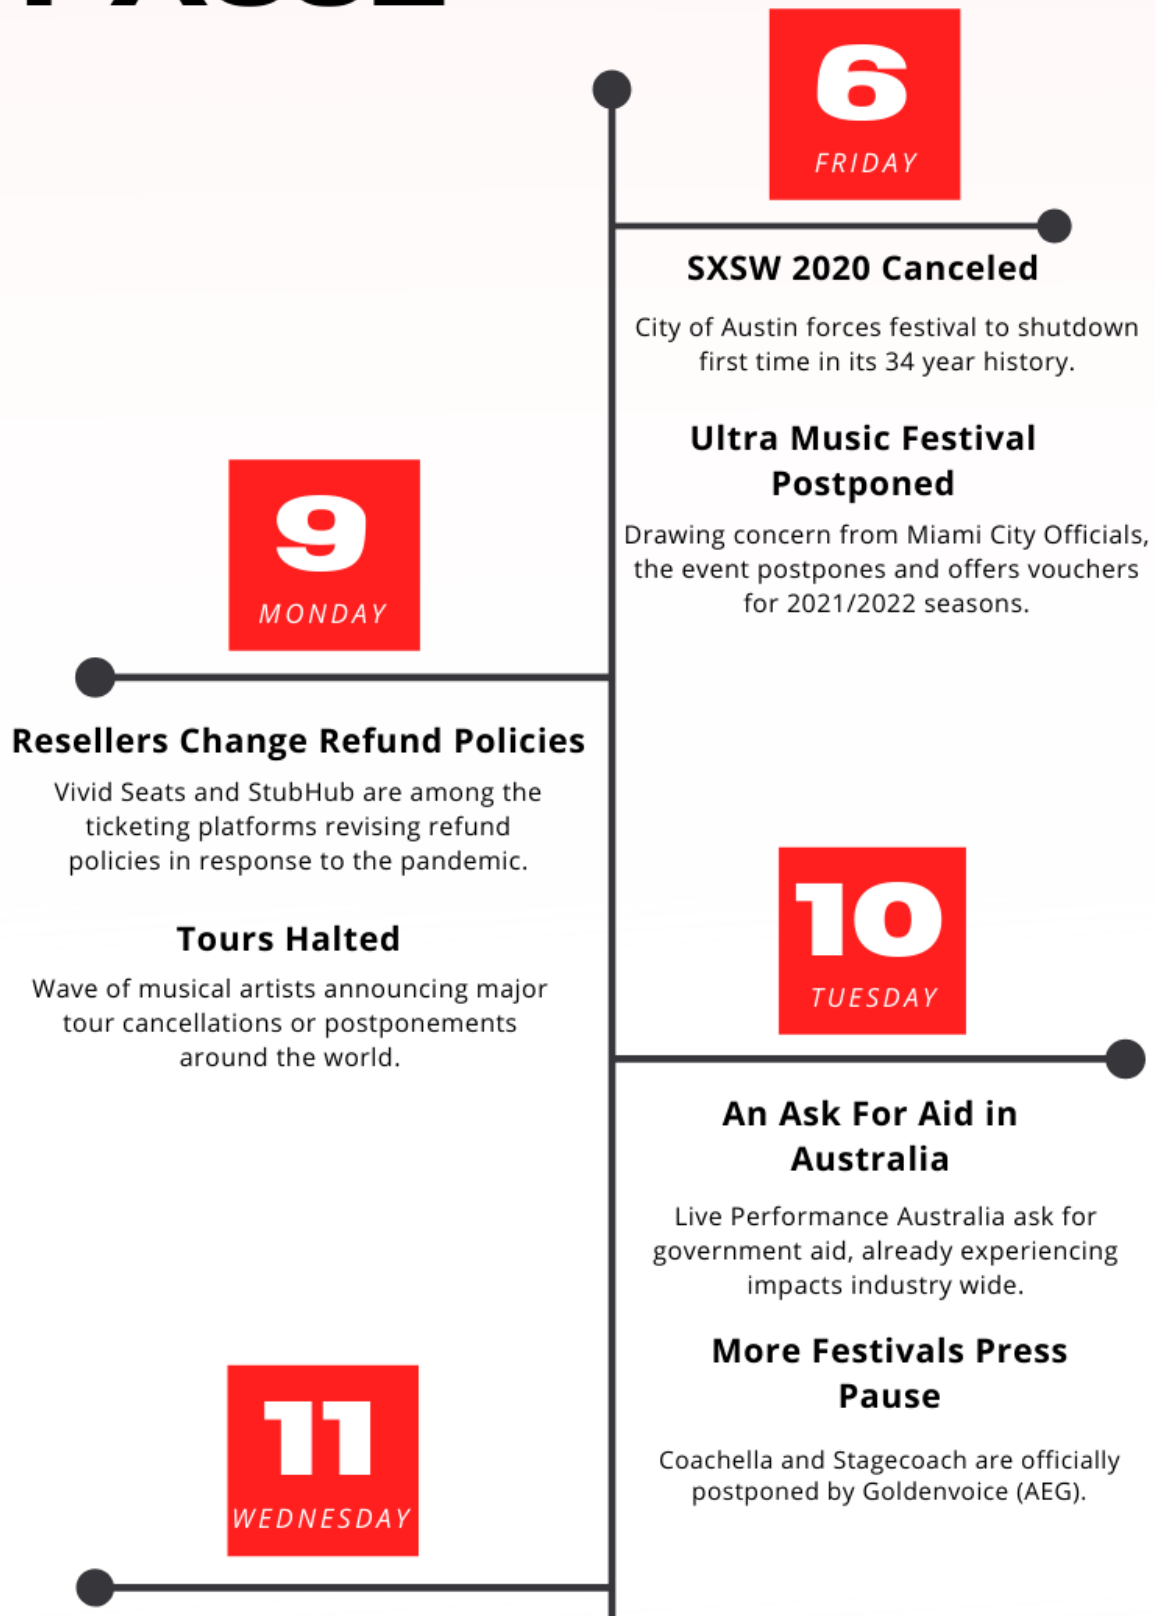 PAUSE
6
FRIDAY
SXSW 2020 Canceled
City of Austin forces festival to shutdown
first time in its 34 year history.
Ultra Music Festival
Postponed
Drawing concern from Miami City Officials,
the event postpones and offers vouchers
for 2021/2022 seasons.
9
MONDAY
Resellers Change Refund Policies
Vivid Seats and StubHub are among the
ticketing platforms revising refund
policies in response to the pandemic.
Tours Halted
Wave of musical artists announcing major
tour cancellations or postponements
around the world.
10
TUESDAY
An Ask For Aid in
Australia
Live Performance Australia ask for
government aid, already experiencing
impacts industry wide.
More Festivals Press
Pause
Coachella and Stagecoach are officially
postponed by Goldenvoice (AEG).
11
WEDNESDAY